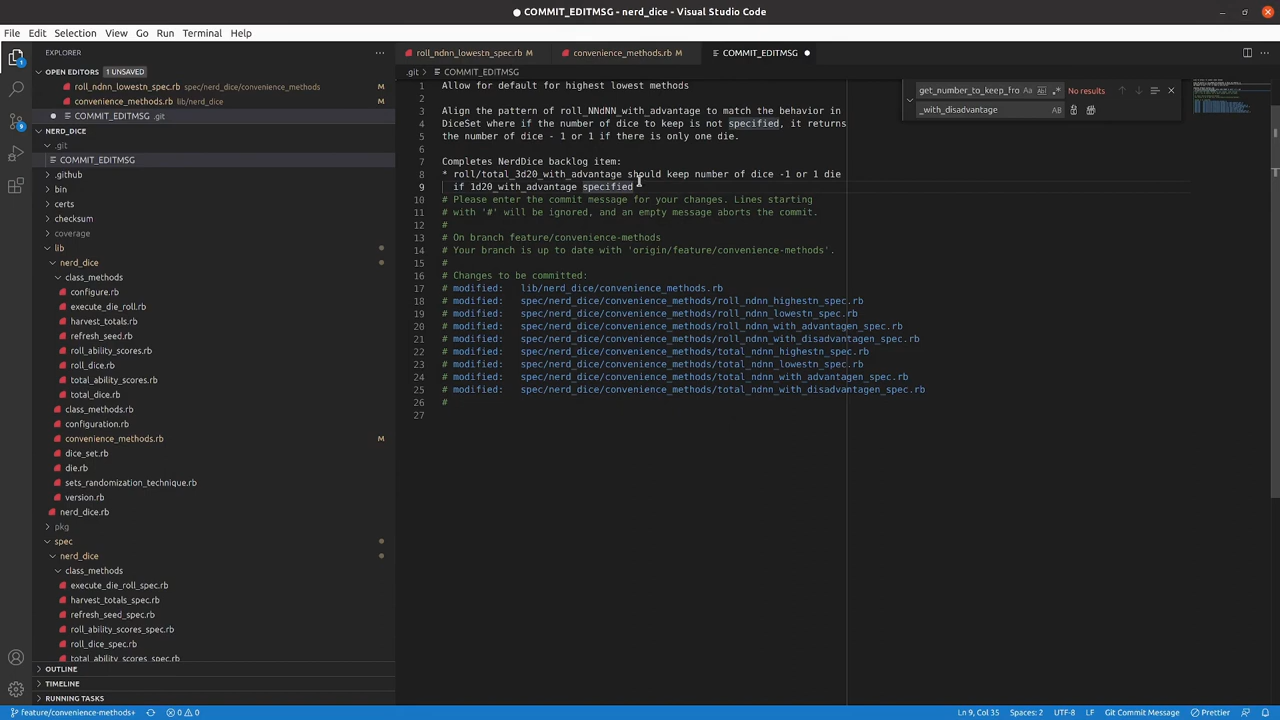 COMMIT_EDITMSG - nerd_dice - Visual Studio Code
File Edit Selection View Go Run Terminal Help
EXPLORER
OPEN EDITORS 1 UNSAVED
roll_ndnn_lowestn_spec.rb spec/nerd_dice/convenience_methods M
convenience_methods.rb lib/nerd_dice M
COMMIT_EDITMSG .git
NERD_DICE
.git
COMMIT_EDITMSG
.github
bin
certs
checksum
coverage
lib
nerd_dice
class_methods
configure.rb
execute_die_roll.rb
harvest_totals.rb
refresh_seed.rb
roll_ability_scores.rb
roll_dice.rb
total_ability_scores.rb
total_dice.rb
class_methods.rb
configuration.rb
convenience_methods.rb M
dice_set.rb
die.rb
sets_randomization_technique.rb
version.rb
nerd_dice.rb
pkg
spec
nerd_dice
class_methods
execute_die_roll_spec.rb
harvest_totals_spec.rb
refresh_seed_spec.rb
roll_ability_scores_spec.rb
roll_dice_spec.rb
total_ability_scores_spec.rb
OUTLINE
TIMELINE
RUNNING TASKS
roll_ndnn_lowestn_spec.rb M
convenience_methods.rb M
COMMIT_EDITMSG
.git > COMMIT_EDITMSG
get_number_to_keep_fro Aa Ab .* No results
_with_disadvantage AB
1 Allow for default for highest lowest methods
2
3 Align the pattern of roll_NNdNN_with_advantage to match the behavior in
4 DiceSet where if the number of dice to keep is not specified, it returns
5 the number of dice - 1 or 1 if there is only one die.
6
7 Completes NerdDice backlog item:
8 * roll/total_3d20_with_advantage should keep number of dice -1 or 1 die
9 if 1d20_with_advantage specified
10 # Please enter the commit message for your changes. Lines starting
11 # with '#' will be ignored, and an empty message aborts the commit.
12 #
13 # On branch feature/convenience-methods
14 # Your branch is up to date with 'origin/feature/convenience-methods'.
15 #
16 # Changes to be committed:
17 # modified: lib/nerd_dice/convenience_methods.rb
18 # modified: spec/nerd_dice/convenience_methods/roll_ndnn_highestn_spec.rb
19 # modified: spec/nerd_dice/convenience_methods/roll_ndnn_lowestn_spec.rb
20 # modified: spec/nerd_dice/convenience_methods/roll_ndnn_with_advantagen_spec.rb
21 # modified: spec/nerd_dice/convenience_methods/roll_ndnn_with_disadvantagen_spec.rb
22 # modified: spec/nerd_dice/convenience_methods/total_ndnn_highestn_spec.rb
23 # modified: spec/nerd_dice/convenience_methods/total_ndnn_lowestn_spec.rb
24 # modified: spec/nerd_dice/convenience_methods/total_ndnn_with_advantagen_spec.rb
25 # modified: spec/nerd_dice/convenience_methods/total_ndnn_with_disadvantagen_spec.rb
26 #
27
feature/convenience-methods+ 0 0
Ln 9, Col 35 Spaces: 2 UTF-8 LF Git Commit Message Prettier